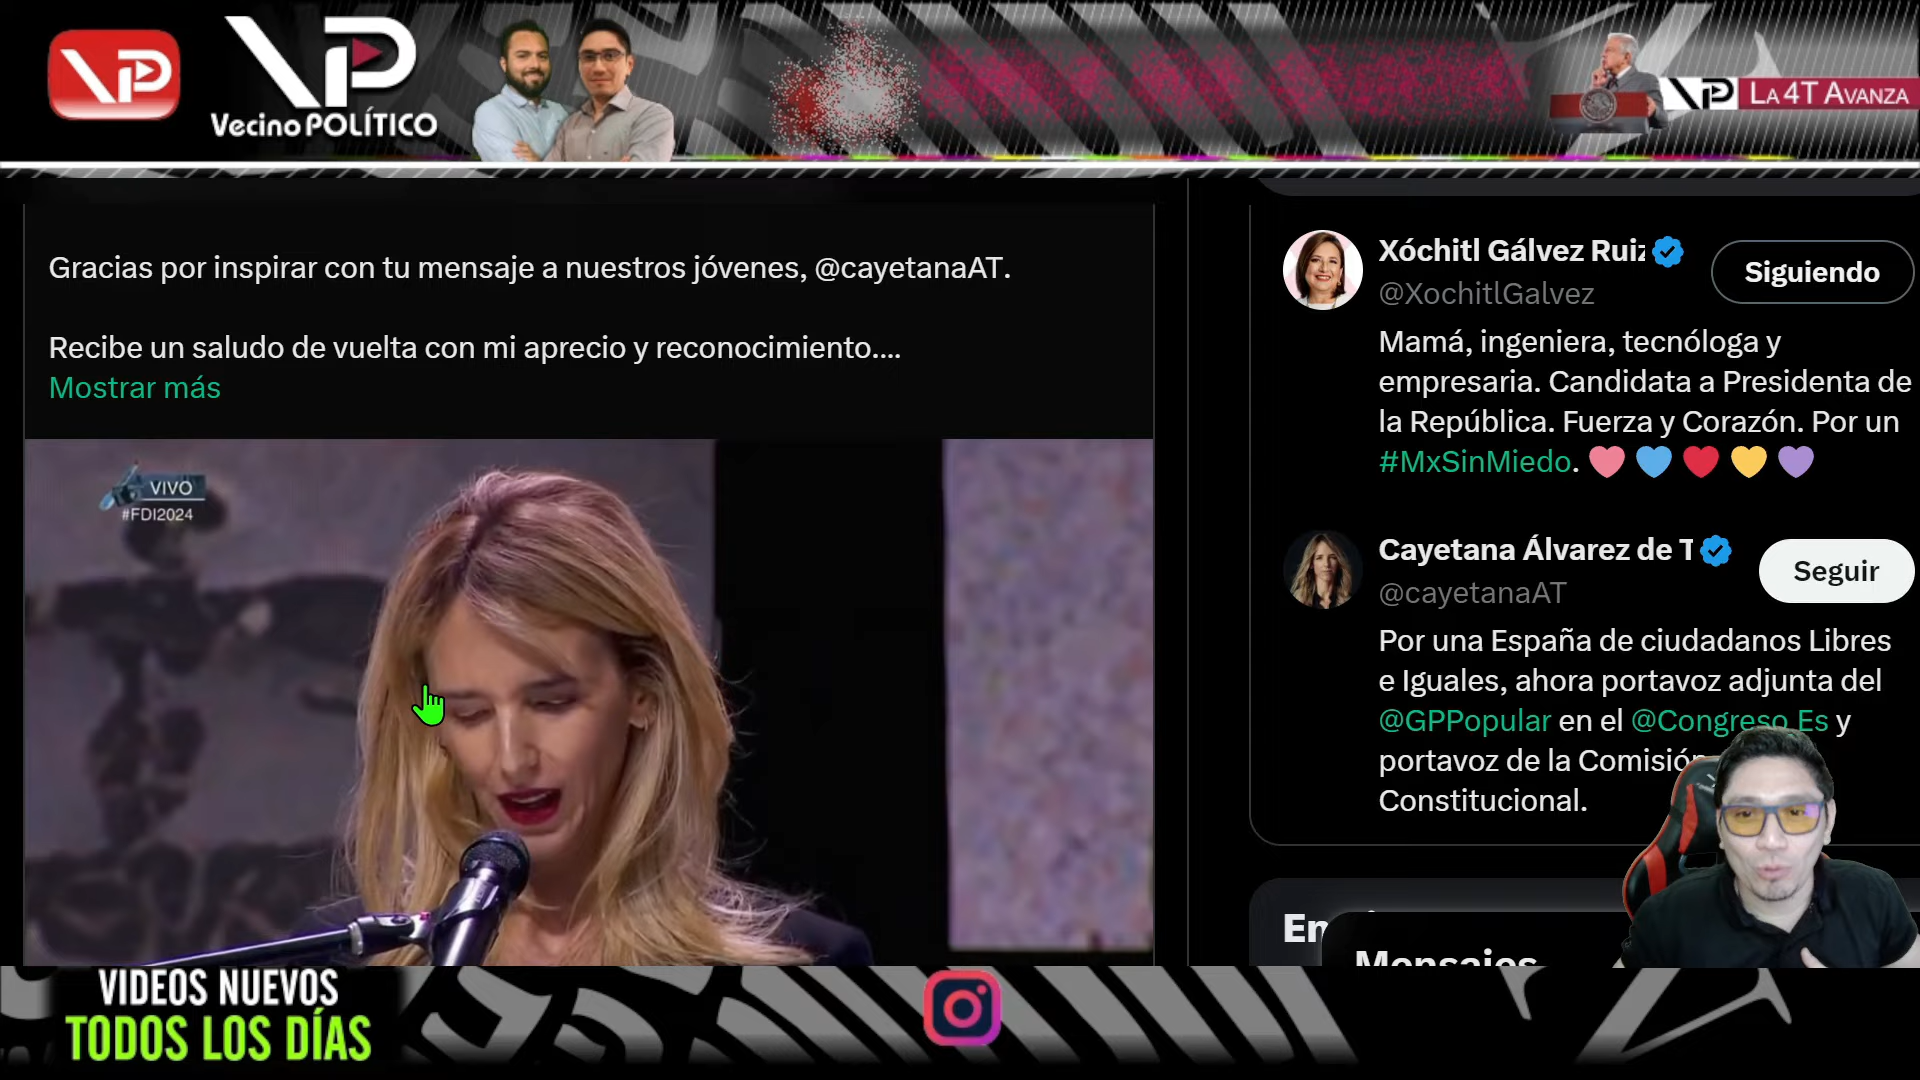 VP
VP
Vecino POLÍTICO
VP LA 4T AVANZA
Gracias por inspirar con tu mensaje a nuestros jóvenes, @cayetanaAT.
Recibe un saludo de vuelta con mi aprecio y reconocimiento....
Mostrar más
VIVO
#FDI2024
Xóchitl Gálvez Ruiz
Siguiendo
@XochitlGalvez
Mamá, ingeniera, tecnóloga y
empresaria. Candidata a Presidenta de
la República. Fuerza y Corazón. Por un
#MxSinMiedo. 🩷 🩵 ❤️ 💛 💜
Cayetana Álvarez de T
Seguir
@cayetanaAT
Por una España de ciudadanos Libres
e Iguales, ahora portavoz adjunta del
@GPPopular en el @Congreso_Es y
portavoz de la Comisión
Constitucional.
En
Mensajes
VIDEOS NUEVOS
TODOS LOS DÍAS